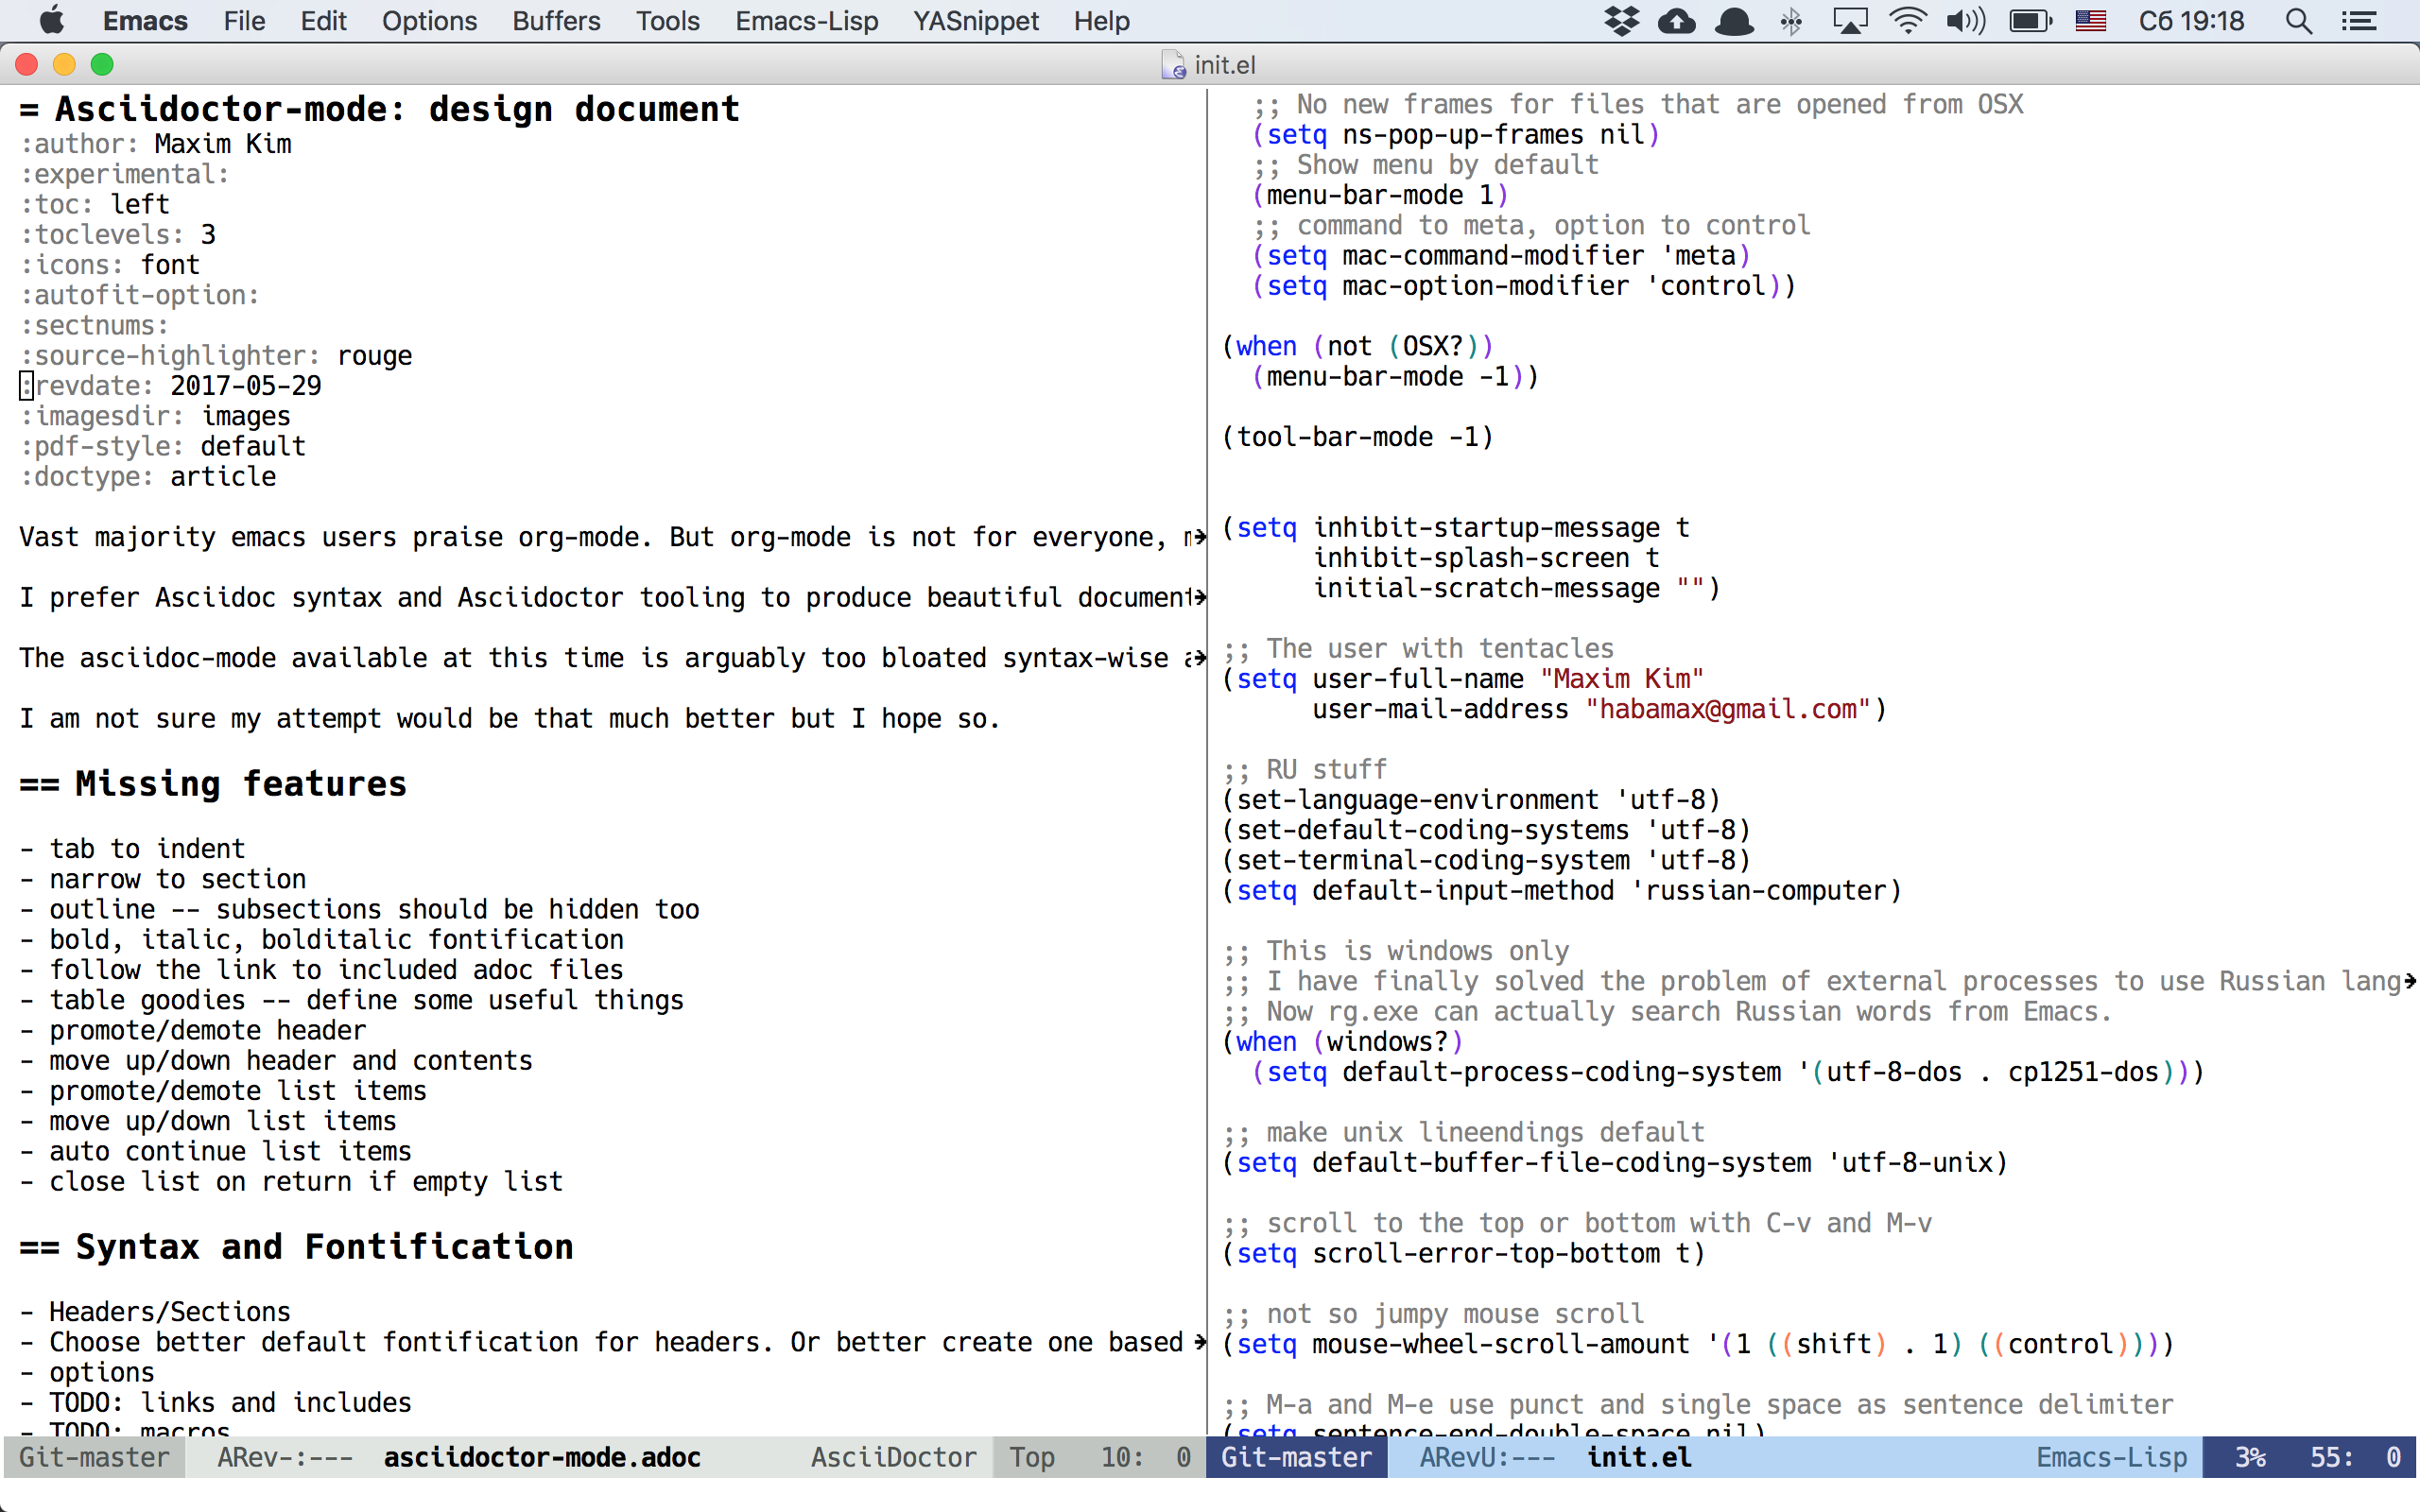 Emacs File Edit Options Buffers Tools Emacs-Lisp YASnippet Help Сб 19:18
init.el
= Asciidoctor-mode: design document
:author: Maxim Kim
:experimental:
:toc: left
:toclevels: 3
:icons: font
:autofit-option:
:sectnums:
:source-highlighter: rouge
:revdate: 2017-05-29
:imagesdir: images
:pdf-style: default
:doctype: article
Vast majority emacs users praise org-mode. But org-mode is not for everyone,
I prefer Asciidoc syntax and Asciidoctor tooling to produce beautiful document
The asciidoc-mode available at this time is arguably too bloated syntax-wise
I am not sure my attempt would be that much better but I hope so.
== Missing features
- tab to indent
- narrow to section
- outline -- subsections should be hidden too
- bold, italic, bolditalic fontification
- follow the link to included adoc files
- table goodies -- define some useful things
- promote/demote header
- move up/down header and contents
- promote/demote list items
- move up/down list items
- auto continue list items
- close list on return if empty list
== Syntax and Fontification
- Headers/Sections
- Choose better default fontification for headers. Or better create one based
- options
- TODO: links and includes
- TODO: macros
Git-master ARev-:--- asciidoctor-mode.adoc AsciiDoctor Top 10: 0
;; No new frames for files that are opened from OSX
(setq ns-pop-up-frames nil)
;; Show menu by default
(menu-bar-mode 1)
;; command to meta, option to control
(setq mac-command-modifier 'meta)
(setq mac-option-modifier 'control))
(when (not (OSX?))
(menu-bar-mode -1))
(tool-bar-mode -1)
(setq inhibit-startup-message t
inhibit-splash-screen t
initial-scratch-message "")
;; The user with tentacles
(setq user-full-name "Maxim Kim"
user-mail-address "habamax@gmail.com")
;; RU stuff
(set-language-environment 'utf-8)
(set-default-coding-systems 'utf-8)
(set-terminal-coding-system 'utf-8)
(setq default-input-method 'russian-computer)
;; This is windows only
;; I have finally solved the problem of external processes to use Russian lang
;; Now rg.exe can actually search Russian words from Emacs.
(when (windows?)
(setq default-process-coding-system '(utf-8-dos . cp1251-dos)))
;; make unix lineendings default
(setq default-buffer-file-coding-system 'utf-8-unix)
;; scroll to the top or bottom with C-v and M-v
(setq scroll-error-top-bottom t)
;; not so jumpy mouse scroll
(setq mouse-wheel-scroll-amount '(1 ((shift) . 1) ((control))))
;; M-a and M-e use punct and single space as sentence delimiter
(setq sentence-end-double-space nil)
Git-master ARevU:--- init.el Emacs-Lisp 3% 55: 0